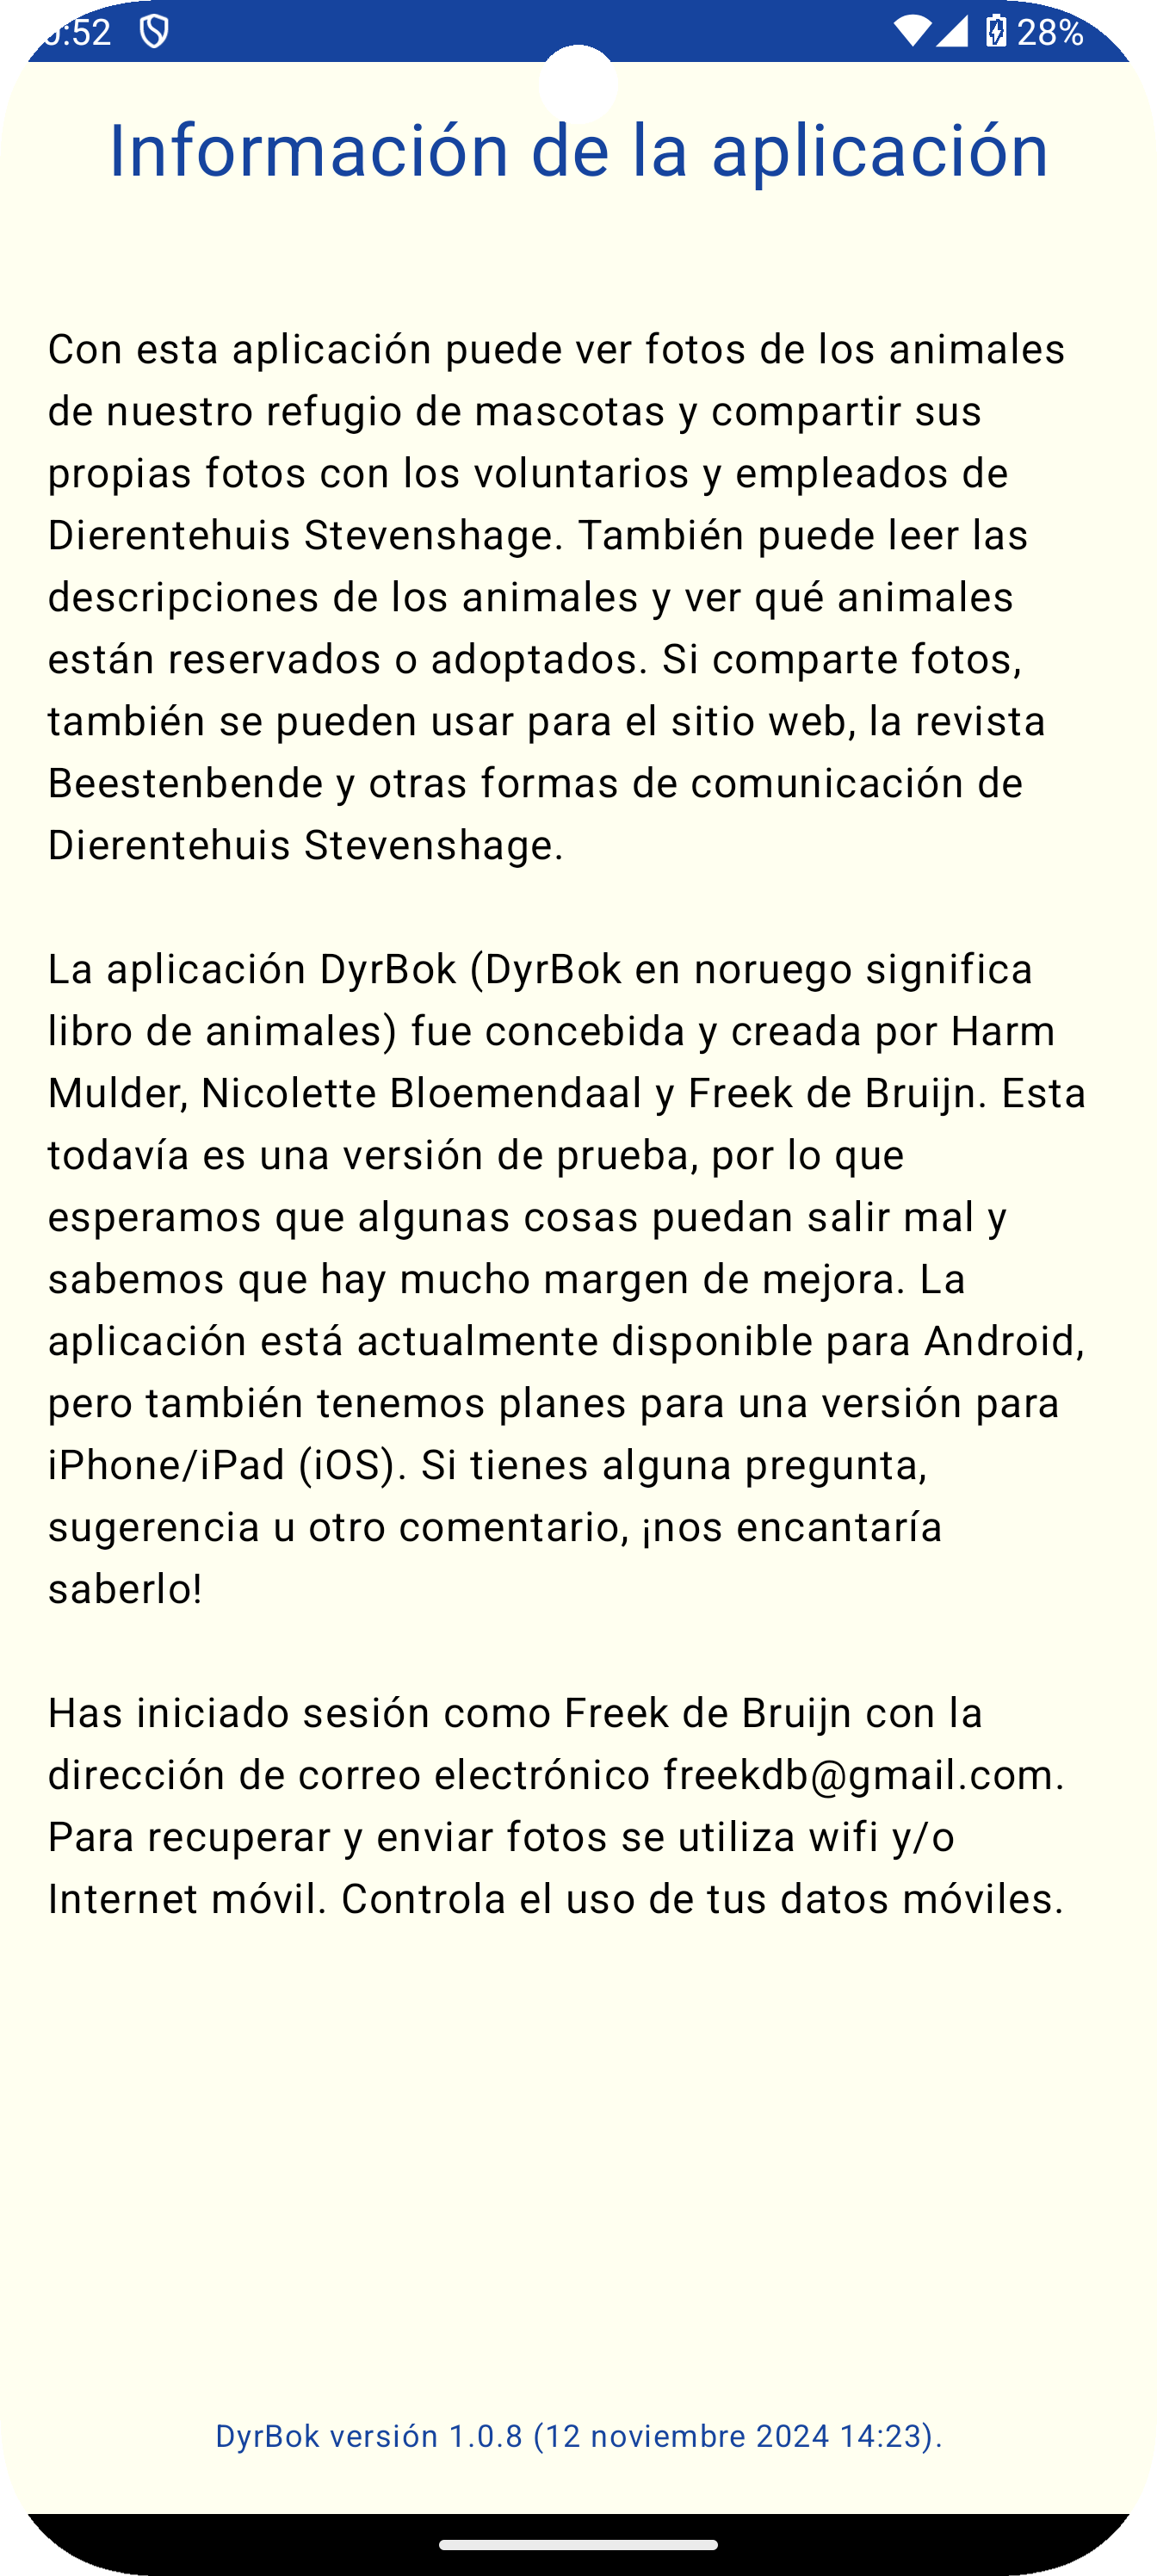 :52
28%
Información de la aplicación
Con esta aplicación puede ver fotos de los animales
de nuestro refugio de mascotas y compartir sus
propias fotos con los voluntarios y empleados de
Dierentehuis Stevenshage. También puede leer las
descripciones de los animales y ver qué animales
están reservados o adoptados. Si comparte fotos,
también se pueden usar para el sitio web, la revista
Beestenbende y otras formas de comunicación de
Dierentehuis Stevenshage.
La aplicación DyrBok (DyrBok en noruego significa
libro de animales) fue concebida y creada por Harm
Mulder, Nicolette Bloemendaal y Freek de Bruijn. Esta
todavía es una versión de prueba, por lo que
esperamos que algunas cosas puedan salir mal y
sabemos que hay mucho margen de mejora. La
aplicación está actualmente disponible para Android,
pero también tenemos planes para una versión para
iPhone/iPad (iOS). Si tienes alguna pregunta,
sugerencia u otro comentario, ¡nos encantaría
saberlo!
Has iniciado sesión como Freek de Bruijn con la
dirección de correo electrónico freekdb@gmail.com.
Para recuperar y enviar fotos se utiliza wifi y/o
Internet móvil. Controla el uso de tus datos móviles.
DyrBok versión 1.0.8 (12 noviembre 2024 14:23).